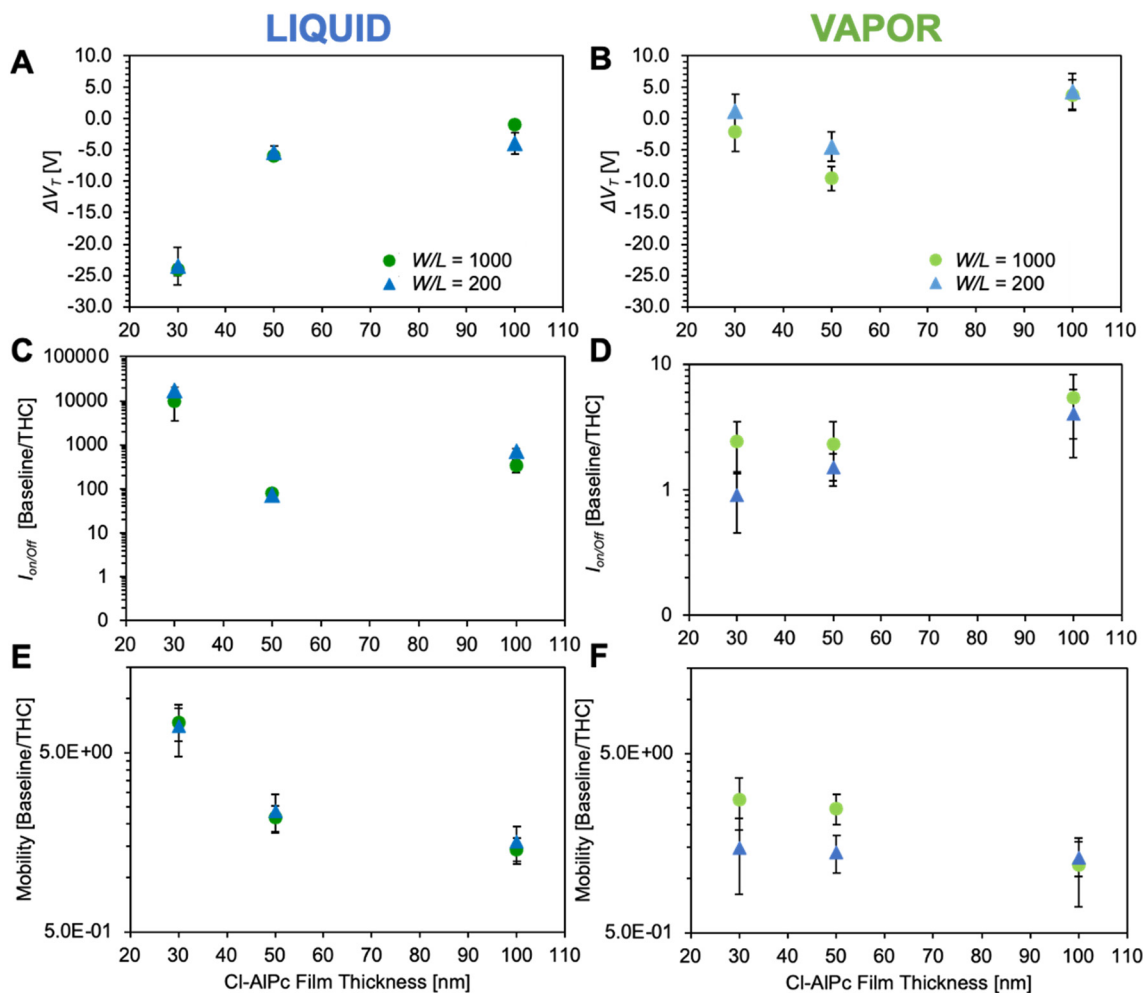 LIQUID
VAPOR
A
10.0
5.0
0.0
-5.0
-10.0
-15.0
-20.0
-25.0
-30.0
ΔV_T [V]
W/L = 1000
W/L = 200
20 30 40 50 60 70 80 90 100 110
B
10.0
5.0
0.0
-5.0
-10.0
-15.0
-20.0
-25.0
-30.0
ΔV_T [V]
W/L = 1000
W/L = 200
20 30 40 50 60 70 80 90 100 110
C
100000
10000
1000
100
10
1
0
I_on/Off [Baseline/THC]
20 30 40 50 60 70 80 90 100 110
D
10
1
0
I_on/Off [Baseline/THC]
20 30 40 50 60 70 80 90 100 110
E
5.0E+00
5.0E-01
Mobility [Baseline/THC]
20 30 40 50 60 70 80 90 100 110
Cl-AlPc Film Thickness [nm]
F
5.0E+00
5.0E-01
Mobility [Baseline/THC]
20 30 40 50 60 70 80 90 100 110
Cl-AlPc Film Thickness [nm]